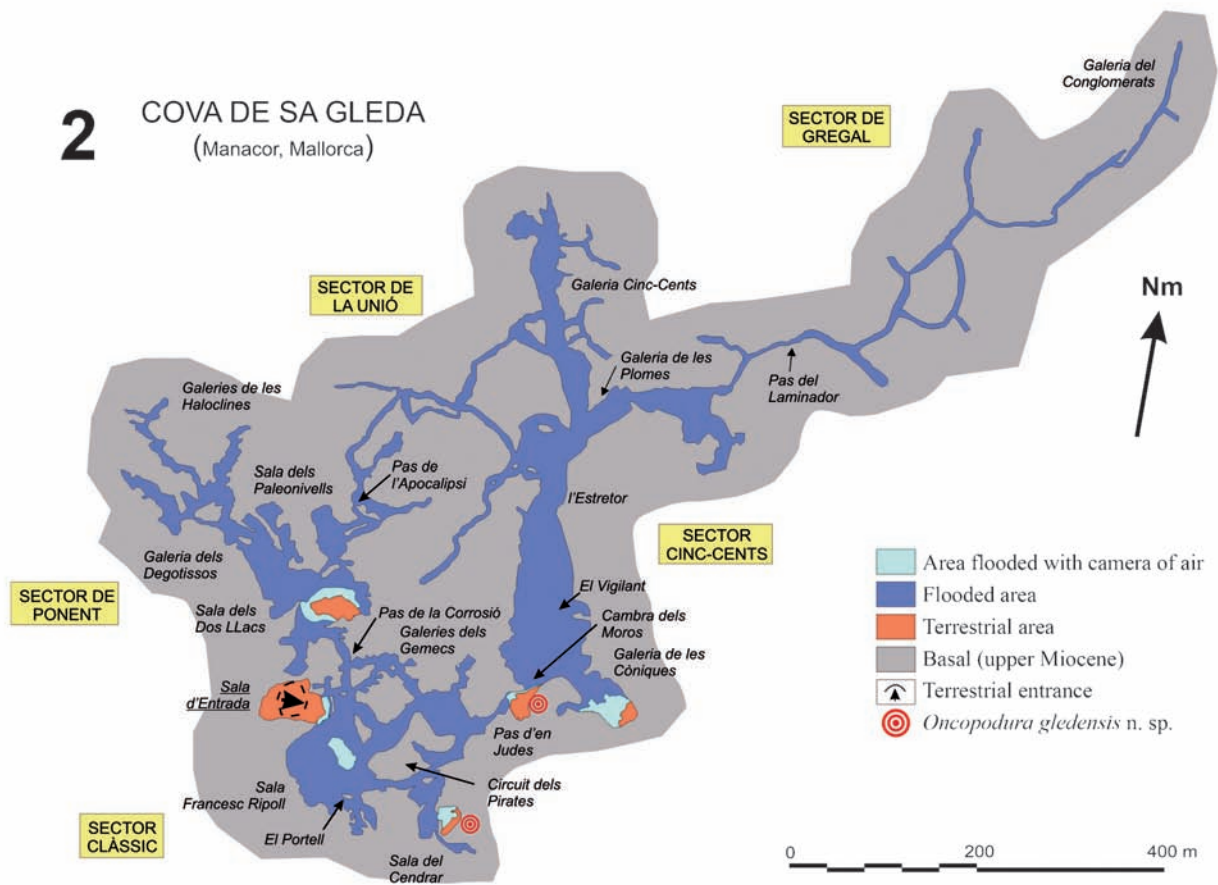 2
COVA DE SA GLEDA
(Manacor, Mallorca)
SECTOR DE
GREGAL
Galeria del
Conglomerats
SECTOR DE
LA UNIÓ
Galeria Cinc-Cents
Nm
Galeria de les
Plomes
Pas del
Laminador
Galeries de les
Haloclines
Sala dels
Paleonivells
Pas de
l'Apocalipsi
l'Estretor
SECTOR
CINC-CENTS
Galeria dels
Degotissos
SECTOR DE
PONENT
Sala dels
Dos LLacs
Pas de la Corrosió
Galeries dels
Gemecs
El Vigilant
Cambra dels
Moros
Galeria de les
Còniques
Sala
d'Entrada
Pas d'en
Judes
Sala
Francesc Ripoll
Circuit dels
Pirates
SECTOR
CLÀSSIC
El Portell
Sala del
Cendrar
Area flooded with camera of air
Flooded area
Terrestrial area
Basal (upper Miocene)
Terrestrial entrance
Oncopodura gledensis n. sp.
0 200 400 m